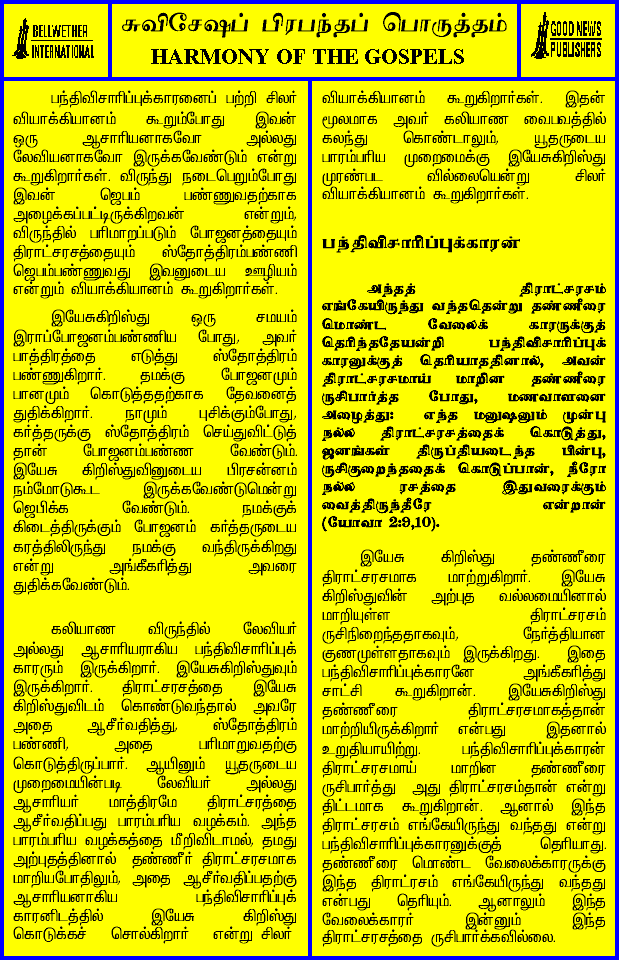 BELLWETHER
INTERNATIONAL
சுவிசேஷப் பிரபந்தப் பொருத்தம்
HARMONY OF THE GOSPELS
GOOD NEWS
PUBLISHERS
பந்திவிசாரிப்புக்காரனைப் பற்றி சிலர்
வியாக்கியானம் கூறும்போது இவன்
ஒரு ஆசாரியனாகவோ அல்லது
லேவியனாகவோ இருக்கவேண்டும் என்று
கூறுகிறார்கள். விருந்து நடைபெறும்போது
இவன் ஜெபம் பண்ணுவதற்காக
அழைக்கப்பட்டிருக்கிறவன் என்றும்,
விருந்தில் பரிமாறப்படும் போஜனத்தையும்
திராட்சரசத்தையும் ஸ்தோத்திரம்பண்ணி
ஜெபம்பண்ணுவது இவனுடைய ஊழியம்
என்றும் வியாக்கியானம் கூறுகிறார்கள்.
இயேசுகிறிஸ்து ஒரு சமயம்
இராப்போஜனம்பண்ணிய போது, அவர்
பாத்திரத்தை எடுத்து ஸ்தோத்திரம்
பண்ணுகிறார். தமக்கு போஜனமும்
பானமும் கொடுத்ததற்காக தேவனைத்
துதிக்கிறார். நாமும் புசிக்கும்போது,
கர்த்தருக்கு ஸ்தோத்திரம் செய்துவிட்டுத்
தான் போஜனம்பண்ண வேண்டும்.
இயேசு கிறிஸ்துவினுடைய பிரசன்னம்
நம்மோடுகூட இருக்கவேண்டுமென்று
ஜெபிக்க வேண்டும். நமக்குக்
கிடைத்திருக்கும் போஜனம் கர்த்தருடைய
கரத்திலிருந்து நமக்கு வந்திருக்கிறது
என்று அங்கீகரித்து அவரை
துதிக்கவேண்டும்.
கலியாண விருந்தில் லேவியர்
அல்லது ஆசாரியராகிய பந்திவிசாரிப்புக்
காரரும் இருக்கிறார். இயேசுகிறிஸ்துவும்
இருக்கிறார். திராட்சரசத்தை இயேசு
கிறிஸ்துவிடம் கொண்டுவந்தால் அவரே
அதை ஆசீர்வதித்து, ஸ்தோத்திரம்
பண்ணி, அதை பரிமாறுவதற்கு
கொடுத்திருப்பார். ஆயினும் யூதருடைய
முறைமையின்படி லேவியர் அல்லது
ஆசாரியர் மாத்திரமே திராட்சரத்தை
ஆசீர்வதிப்பது பாரம்பரிய வழக்கம். அந்த
பாரம்பரிய வழக்கத்தை மீறிவிடாமல், தமது
அற்புதத்தினால் தண்ணீர் திராட்சரசமாக
மாறியபோதிலும், அதை ஆசீர்வதிப்பதற்கு
ஆசாரியனாகிய பந்திவிசாரிப்புக்
காரனிடத்தில் இயேசு கிறிஸ்து
கொடுக்கச் சொல்கிறார் என்று சிலர்
வியாக்கியானம் கூறுகிறார்கள். இதன்
மூலமாக அவர் கலியாண வைபவத்தில்
கலந்து கொண்டாலும், யூதருடைய
பாரம்பரிய முறைமைக்கு இயேசுகிறிஸ்து
முரண்பட வில்லையென்று சிலர்
வியாக்கியானம் கூறுகிறார்கள்.
பந்திவிசாரிப்புக்காரன்
அந்தத் திராட்சரசம்
எங்கேயிருந்து வந்ததென்று தண்ணீரை
மொண்ட வேலைக் காரருக்குத்
தெரிந்ததேயன்றி பந்திவிசாரிப்புக்
காரனுக்குத் தெரியாததினால், அவன்
திராட்சரசமாய் மாறின தண்ணீரை
ருசிபார்த்த போது, மணவாளனை
அழைத்து: எந்த மனுஷனும் முன்பு
நல்ல திராட்சரசத்தைக் கொடுத்து,
ஜனங்கள் திருப்தியடைந்த பின்பு,
ருசிகுறைந்ததைக் கொடுப்பான், நீரோ
நல்ல ரசத்தை இதுவரைக்கும்
வைத்திருந்தீரே என்றான்
(யோவா 2:9,10).
இயேசு கிறிஸ்து தண்ணீரை
திராட்சரசமாக மாற்றுகிறார். இயேசு
கிறிஸ்துவின் அற்புத வல்லமையினால்
மாறியுள்ள திராட்சரசம்
ருசிநிறைந்ததாகவும், நேர்த்தியான
குணமுள்ளதாகவும் இருக்கிறது. இதை
பந்திவிசாரிப்புக்காரனே அங்கீகரித்து
சாட்சி கூறுகிறான். இயேசுகிறிஸ்து
தண்ணீரை திராட்சரசமாகத்தான்
மாற்றியிருக்கிறார் என்பது இதனால்
உறுதியாயிற்று. பந்திவிசாரிப்புக்காரன்
திராட்சரசமாய் மாறின தண்ணீரை
ருசிபார்த்து அது திராட்சரசம்தான் என்று
திட்டமாக கூறுகிறான். ஆனால் இந்த
திராட்சரசம் எங்கேயிருந்து வந்தது என்று
பந்திவிசாரிப்புக்காரனுக்குத் தெரியாது.
தண்ணீரை மொண்ட வேலைக்காரருக்கு
இந்த திராட்ரசம் எங்கேயிருந்து வந்தது
என்பது தெரியும். ஆனாலும் இந்த
வேலைக்காரர் இன்னும் இந்த
திராட்சரசத்தை ருசிபார்க்கவில்லை.